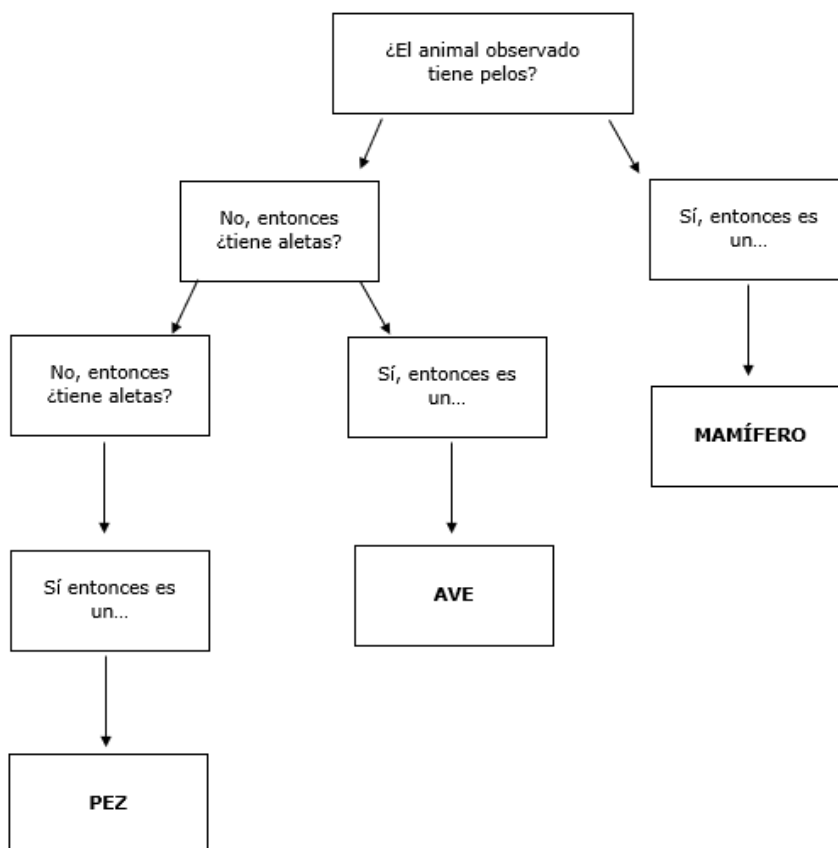 ¿El animal observado
tiene pelos?
No, entonces
¿tiene aletas?
Sí, entonces es
un...
No, entonces
¿tiene aletas?
Sí, entonces es
un...
MAMÍFERO
Sí entonces es
un...
AVE
PEZ